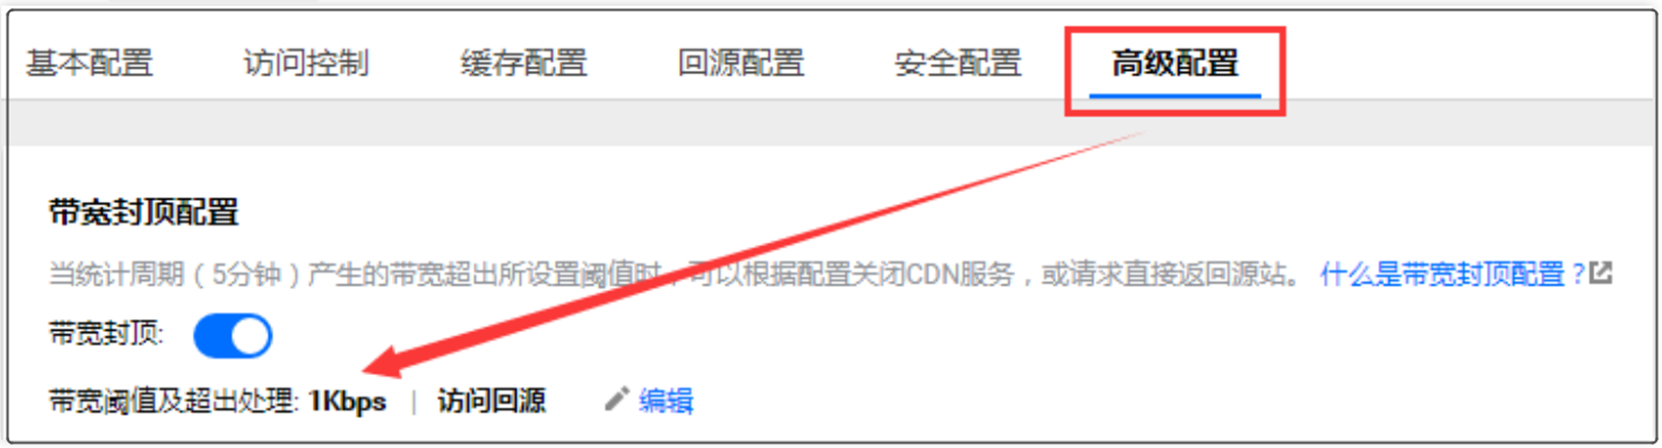 基本配置 访问控制 缓存配置 回源配置 安全配置 高级配置
带宽封顶配置
当统计周期（5分钟）产生的带宽超出所设置阈值时，可以根据配置关闭CDN服务，或请求直接返回源站。 什么是带宽封顶配置？
带宽封顶:
带宽阈值及超出处理: 1Kbps | 访问回源 编辑